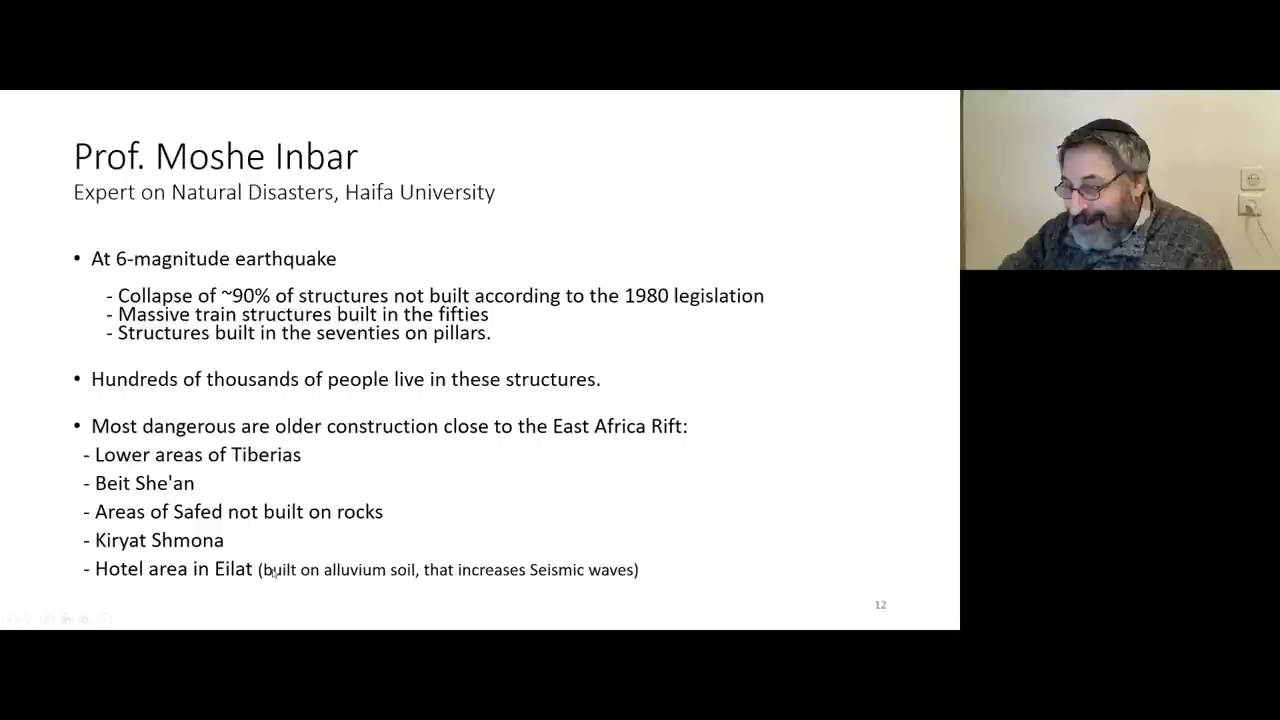 Prof. Moshe Inbar
Expert on Natural Disasters, Haifa University
• At 6-magnitude earthquake
- Collapse of ~90% of structures not built according to the 1980 legislation
- Massive train structures built in the fifties
- Structures built in the seventies on pillars.
• Hundreds of thousands of people live in these structures.
• Most dangerous are older construction close to the East Africa Rift:
- Lower areas of Tiberias
- Beit She'an
- Areas of Safed not built on rocks
- Kiryat Shmona
- Hotel area in Eilat (built on alluvium soil, that increases Seismic waves)
12